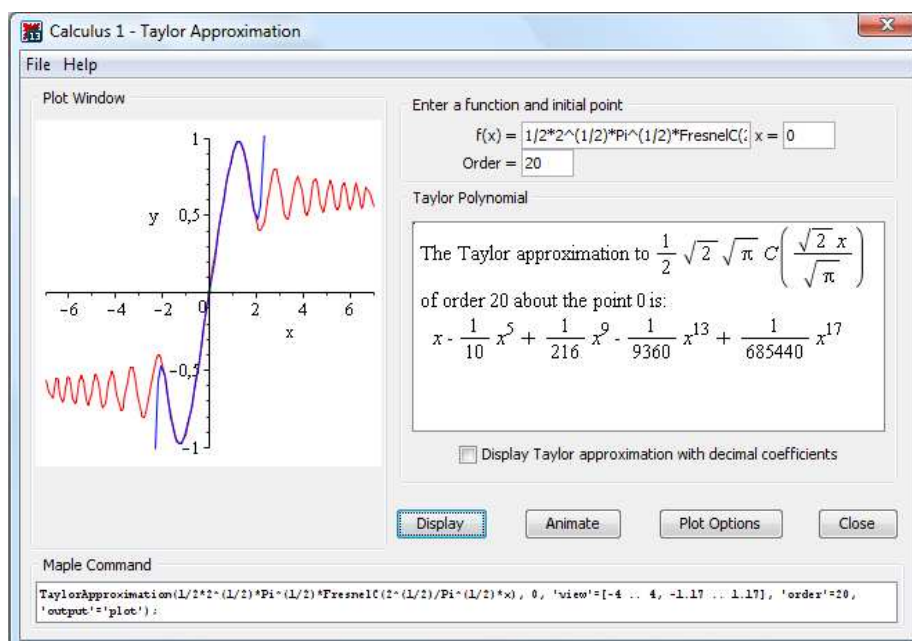 Calculus 1 - Taylor Approximation
File Help
Plot Window
1
y 0,5
-6 -4 -2 0 2 4 6
x
-0,5
-1
Enter a function and initial point
f(x) = 1/2*2^(1/2)*Pi^(1/2)*FresnelC(2 x = 0
Order = 20
Taylor Polynomial
The Taylor approximation to 1/2 √2 √π C(√2 x/√π)
of order 20 about the point 0 is:
x - 1/10 x^5 + 1/216 x^9 - 1/9360 x^13 + 1/685440 x^17
Display Taylor approximation with decimal coefficients
Display Animate Plot Options Close
Maple Command
TaylorApproximation(1/2*2^(1/2)*Pi^(1/2)*FresnelC(2^(1/2)/Pi^(1/2)*x), 0, 'view'=[-4 .. 4, -1.17 .. 1.17], 'order'=20,
'output'='plot');